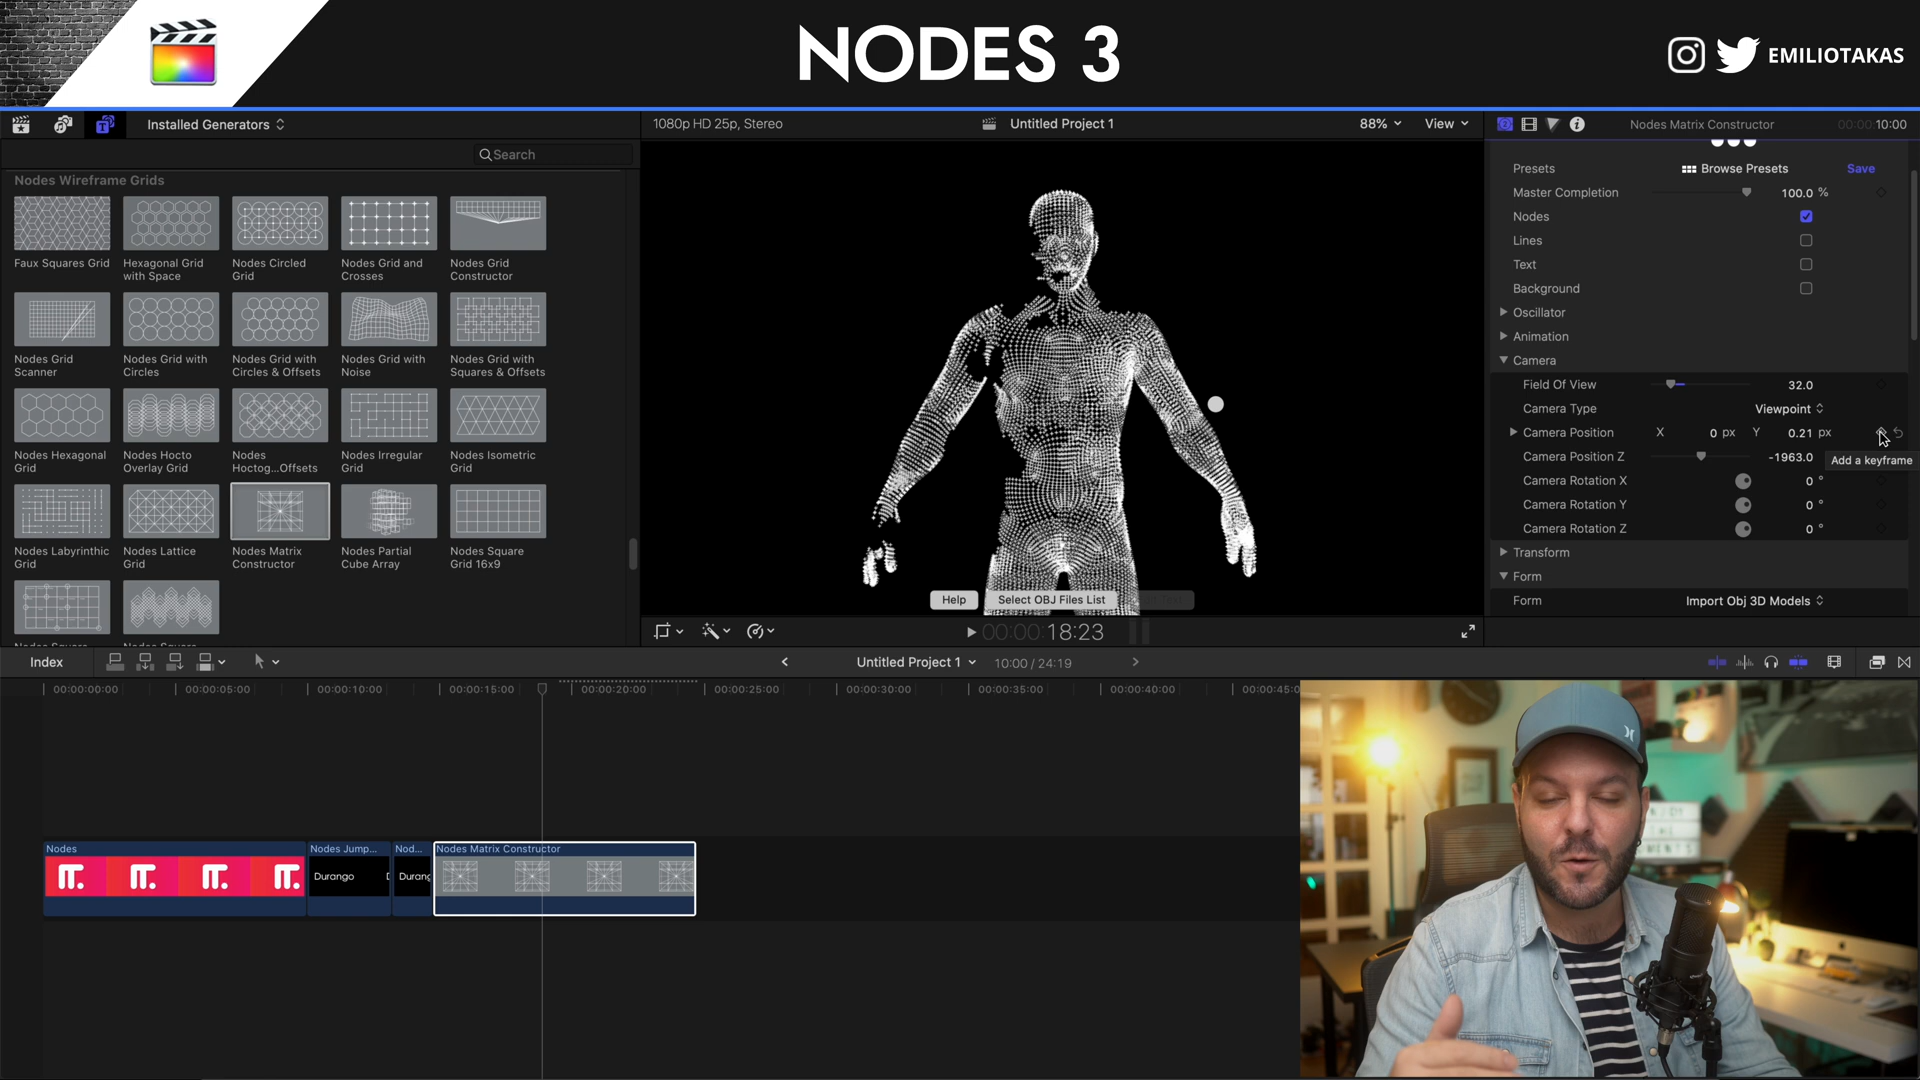 NODES 3
EMILIOTAKAS
Installed Generators
Search
Nodes Wireframe Grids
Faux Squares Grid
Hexagonal Grid with Space
Nodes Circled Grid
Nodes Grid and Crosses
Nodes Grid Constructor
Nodes Grid Scanner
Nodes Grid with Circles
Nodes Grid with Circles & Offsets
Nodes Grid with Noise
Nodes Grid with Squares & Offsets
Nodes Hexagonal Grid
Nodes Hocto Overlay Grid
Nodes Hoctog...Offsets
Nodes Irregular Grid
Nodes Isometric Grid
Nodes Labyrinthic Grid
Nodes Lattice Grid
Nodes Matrix Constructor
Nodes Partial Cube Array
Nodes Square Grid 16x9
1080p HD 25p, Stereo
Untitled Project 1
88%
View
Help
Select OBJ Files List
00:00:18:23
Nodes Matrix Constructor
00:00:10:00
Presets
Browse Presets
Save
Master Completion
100.0 %
Nodes
Lines
Text
Background
Oscillator
Animation
Camera
Field Of View
32.0
Camera Type
Viewpoint
Camera Position
X 0 px Y 0.21 px
Camera Position Z
-1963.0
Add a keyframe
Camera Rotation X
0 °
Camera Rotation Y
0 °
Camera Rotation Z
0 °
Transform
Form
Form
Import Obj 3D Models
Index
Untitled Project 1
10:00 / 24:19
00:00:00:00
00:00:05:00
00:00:10:00
00:00:15:00
00:00:20:00
00:00:25:00
00:00:30:00
00:00:35:00
00:00:40:00
Nodes
Nodes Jump...
Nod...
Nodes Matrix Constructor
Durango